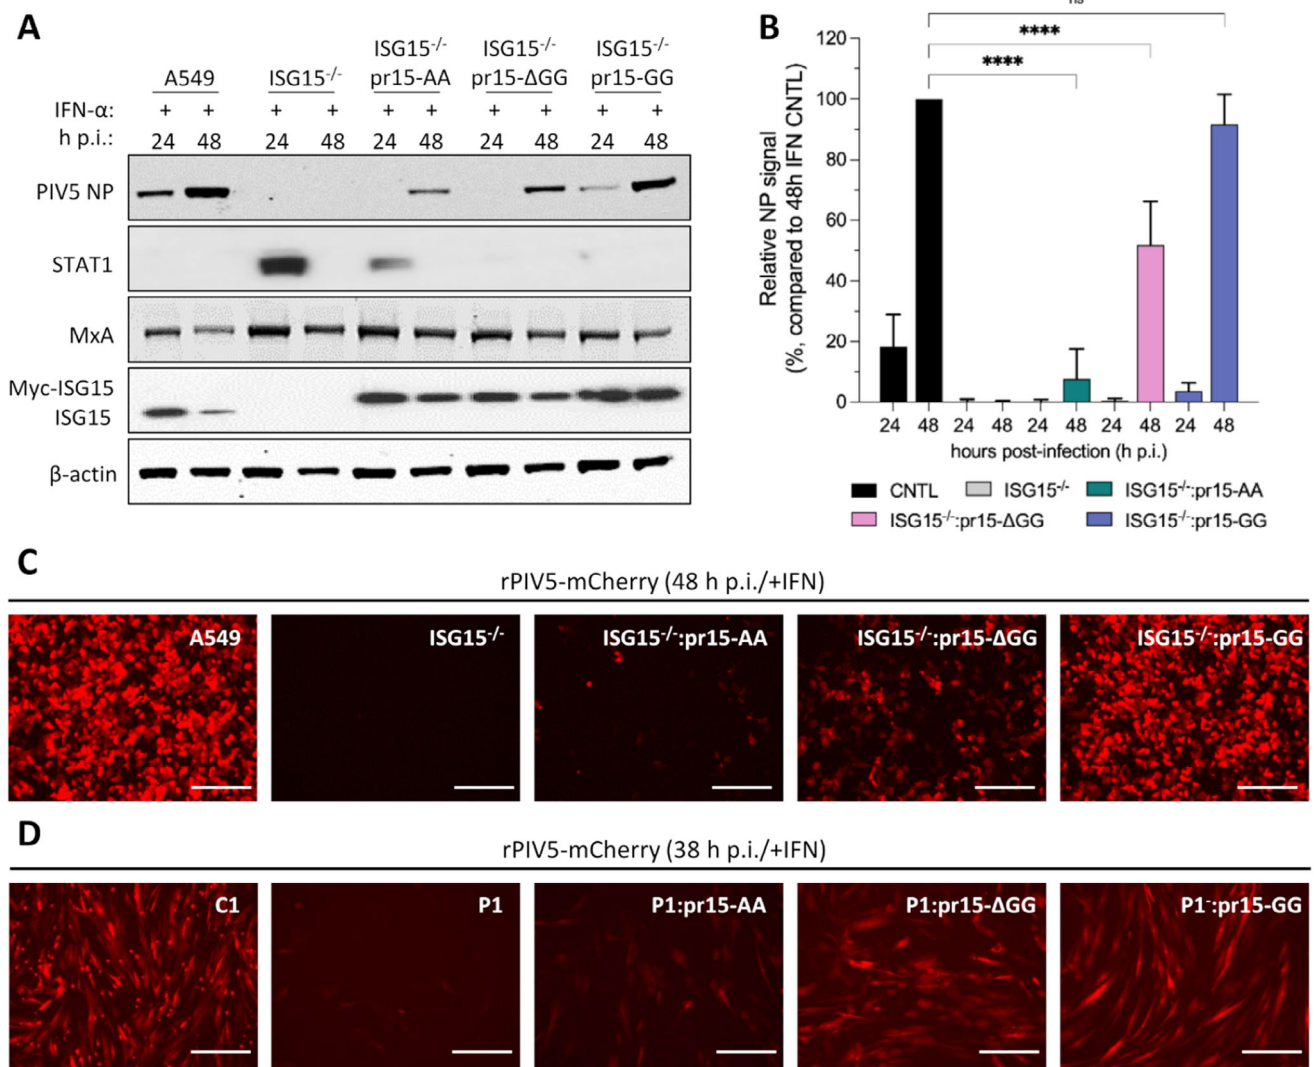 A
A549
ISG15-/-
ISG15-/-
pr15-AA
ISG15-/-
pr15-ΔGG
ISG15-/-
pr15-GG
IFN-α: + + + + + + + + + +
h p.i.: 24 48 24 48 24 48 24 48 24 48
PIV5 NP
STAT1
MxA
Myc-ISG15
ISG15
β-actin
B
ns
****
****
Relative NP signal
(%, compared to 48h IFN CNTL)
120
100
80
60
40
20
0
24 48 24 48 24 48 24 48 24 48
hours post-infection (h p.i.)
CNTL ISG15-/- ISG15-/-:pr15-AA
ISG15-/-:pr15-ΔGG ISG15-/-:pr15-GG
C
rPIV5-mCherry (48 h p.i./+IFN)
A549 ISG15-/- ISG15-/-:pr15-AA ISG15-/-:pr15-ΔGG ISG15-/-:pr15-GG
D
rPIV5-mCherry (38 h p.i./+IFN)
C1 P1 P1:pr15-AA P1:pr15-ΔGG P1-:pr15-GG